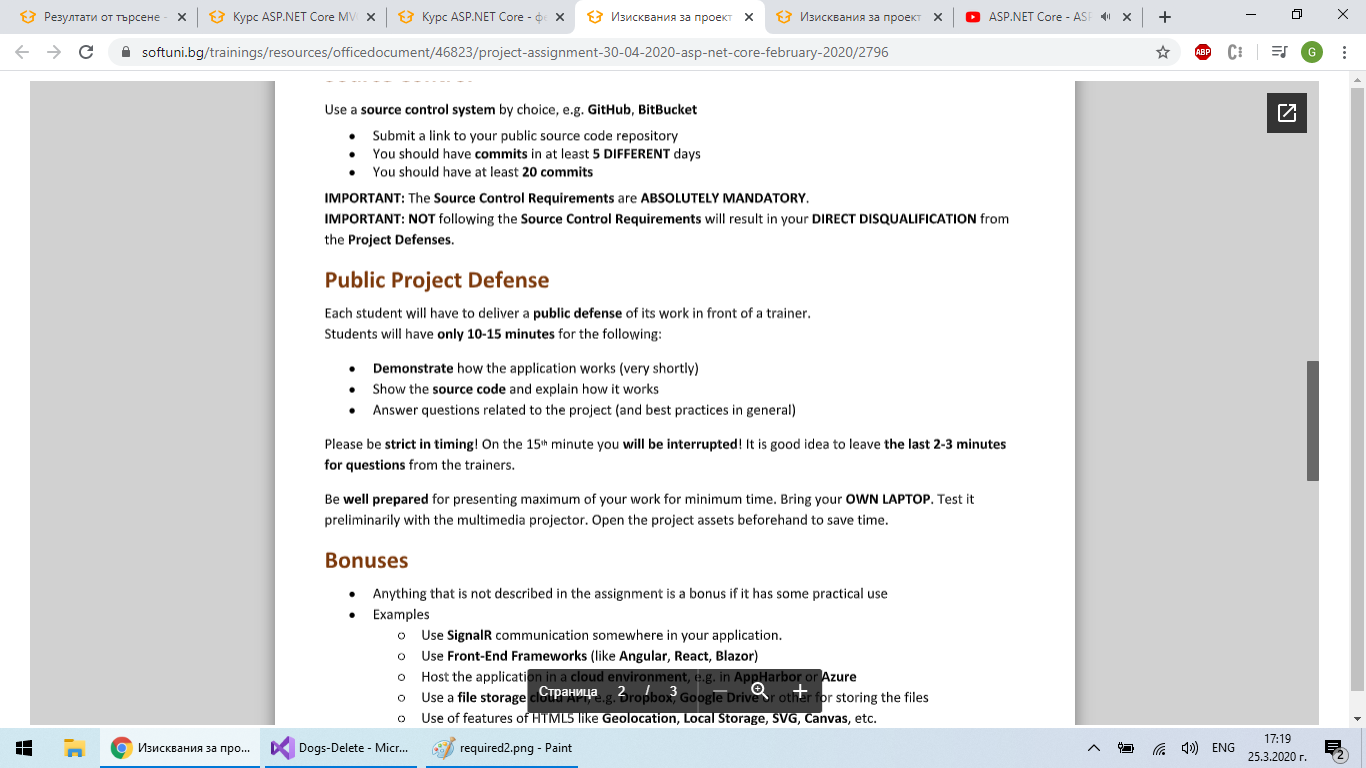 Резултати от търсене -
Курс ASP.NET Core MV
Курс ASP.NET Core - ф
Изисквания за проект
Изисквания за проект
ASP.NET Core - ASP
softuni.bg/trainings/resources/officedocument/46823/project-assignment-30-04-2020-asp-net-core-february-2020/2796
ABP
G
Use a source control system by choice, e.g. GitHub, BitBucket
• Submit a link to your public source code repository
• You should have commits in at least 5 DIFFERENT days
• You should have at least 20 commits
IMPORTANT: The Source Control Requirements are ABSOLUTELY MANDATORY.
IMPORTANT: NOT following the Source Control Requirements will result in your DIRECT DISQUALIFICATION from
the Project Defenses.
Public Project Defense
Each student will have to deliver a public defense of its work in front of a trainer.
Students will have only 10-15 minutes for the following:
• Demonstrate how the application works (very shortly)
• Show the source code and explain how it works
• Answer questions related to the project (and best practices in general)
Please be strict in timing! On the 15th minute you will be interrupted! It is good idea to leave the last 2-3 minutes
for questions from the trainers.
Be well prepared for presenting maximum of your work for minimum time. Bring your OWN LAPTOP. Test it
preliminarily with the multimedia projector. Open the project assets beforehand to save time.
Bonuses
• Anything that is not described in the assignment is a bonus if it has some practical use
• Examples
o Use SignalR communication somewhere in your application.
o Use Front-End Frameworks (like Angular, React, Blazor)
o Host the application in a cloud environment, e.g. in AppHarbor or Azure
o Use a file storage cloud API, e.g. Dropbox, Google Drive or other for storing the files
o Use of features of HTML5 like Geolocation, Local Storage, SVG, Canvas, etc.
Страница 2 / 3
Изисквания за про...
Dogs-Delete - Micr...
required2.png - Paint
ENG
17:19
25.3.2020 г.
2